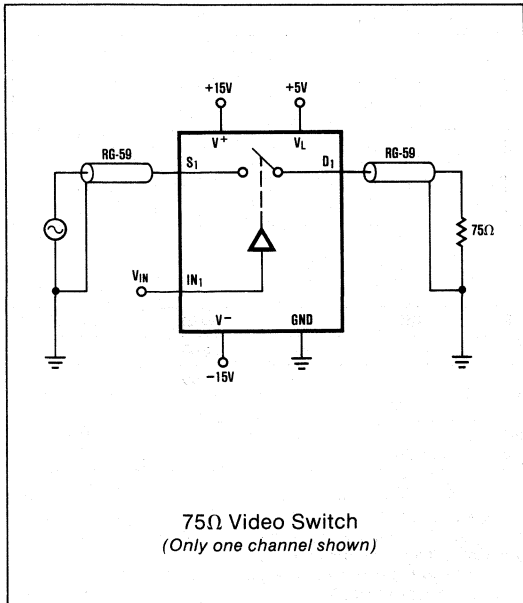 +15V +5V
V+ VL
RG-59 S1 D1 RG-59
75Ω
VIN IN1
V− GND
−15V
75Ω Video Switch
(Only one channel shown)